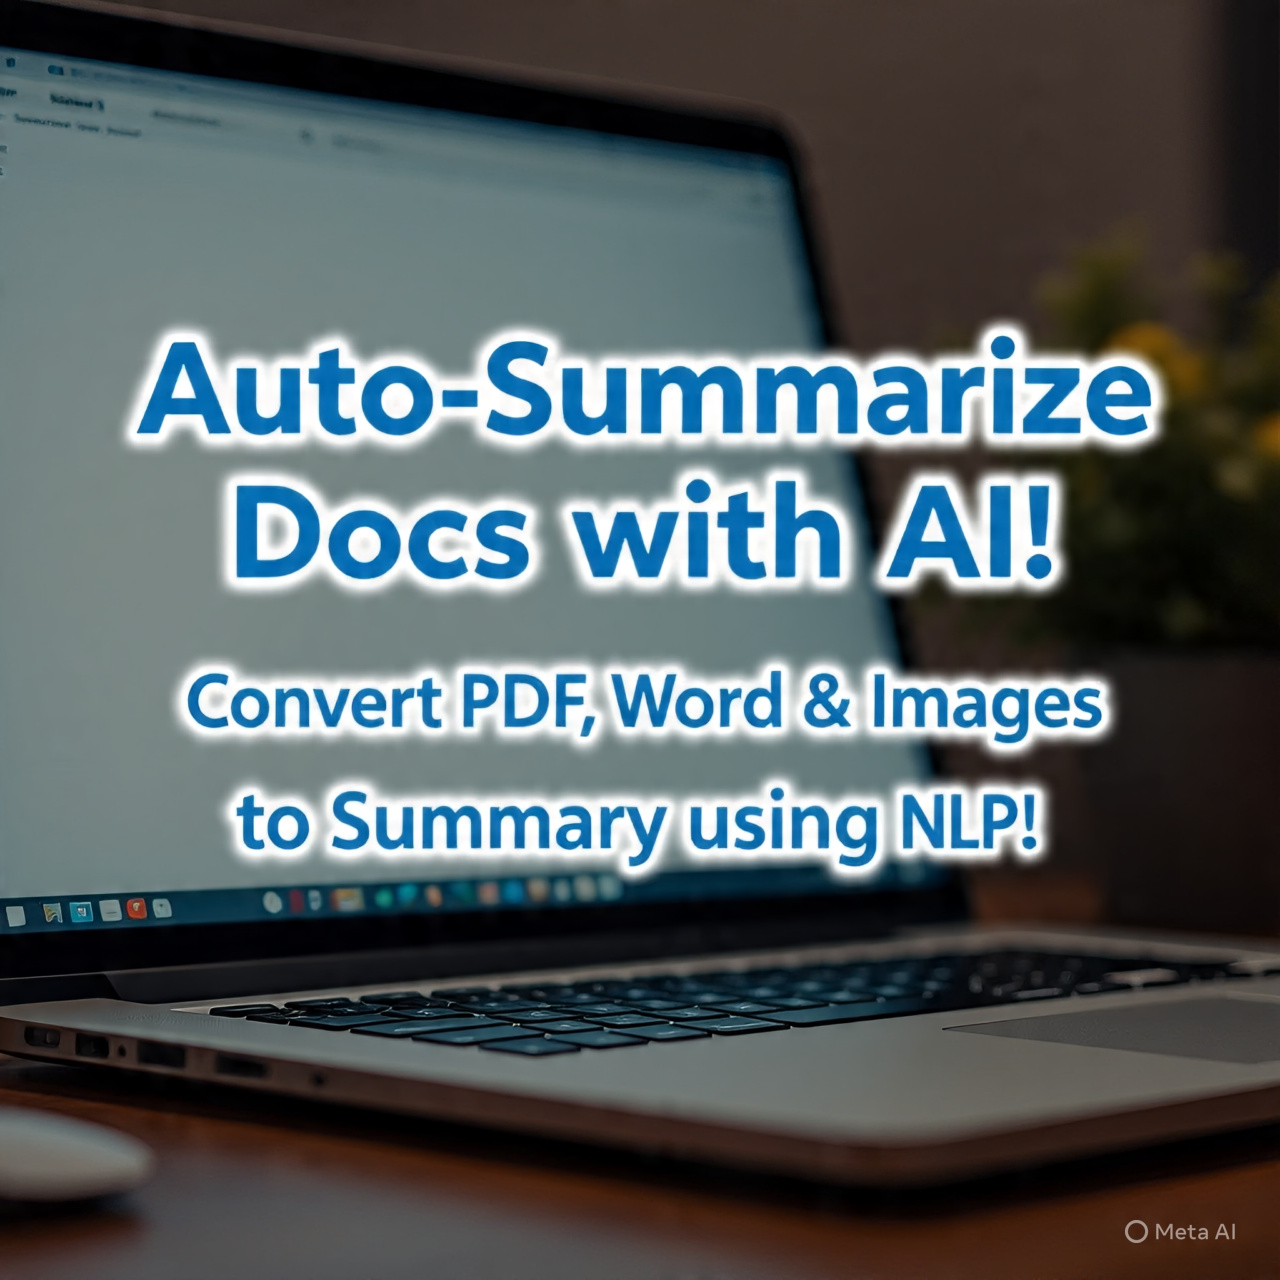 Auto-Summarize
Docs with AI!
Convert PDF, Word & Images
to Summary using NLP!
Meta AI